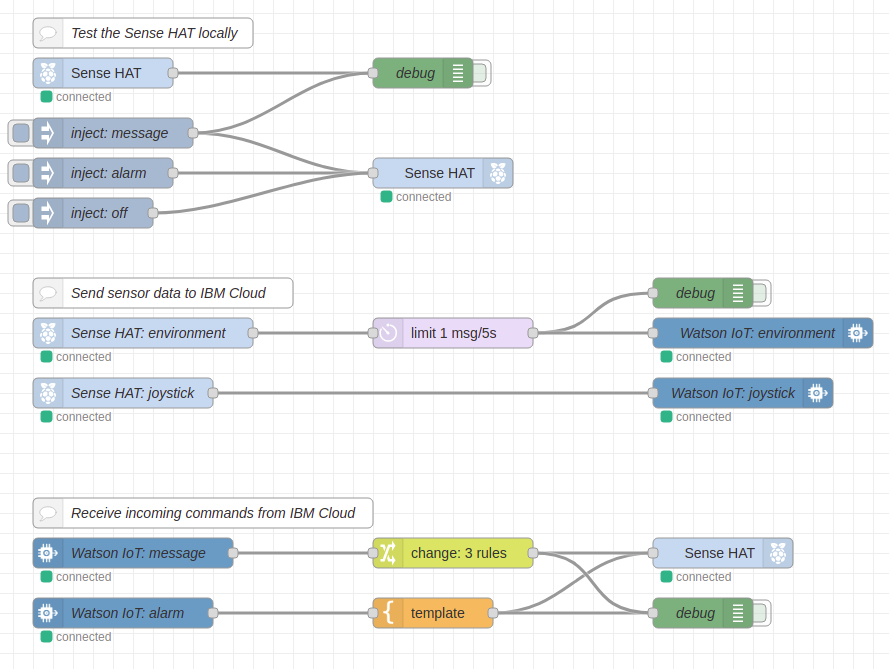 Test the Sense HAT locally
Sense HAT
debug
connected
inject: message
inject: alarm
Sense HAT
connected
inject: off
Send sensor data to IBM Cloud
debug
Sense HAT: environment
limit 1 msg/5s
Watson IoT: environment
connected
connected
Sense HAT: joystick
Watson IoT: joystick
connected
connected
Receive incoming commands from IBM Cloud
Watson IoT: message
change: 3 rules
Sense HAT
connected
connected
Watson IoT: alarm
template
debug
connected